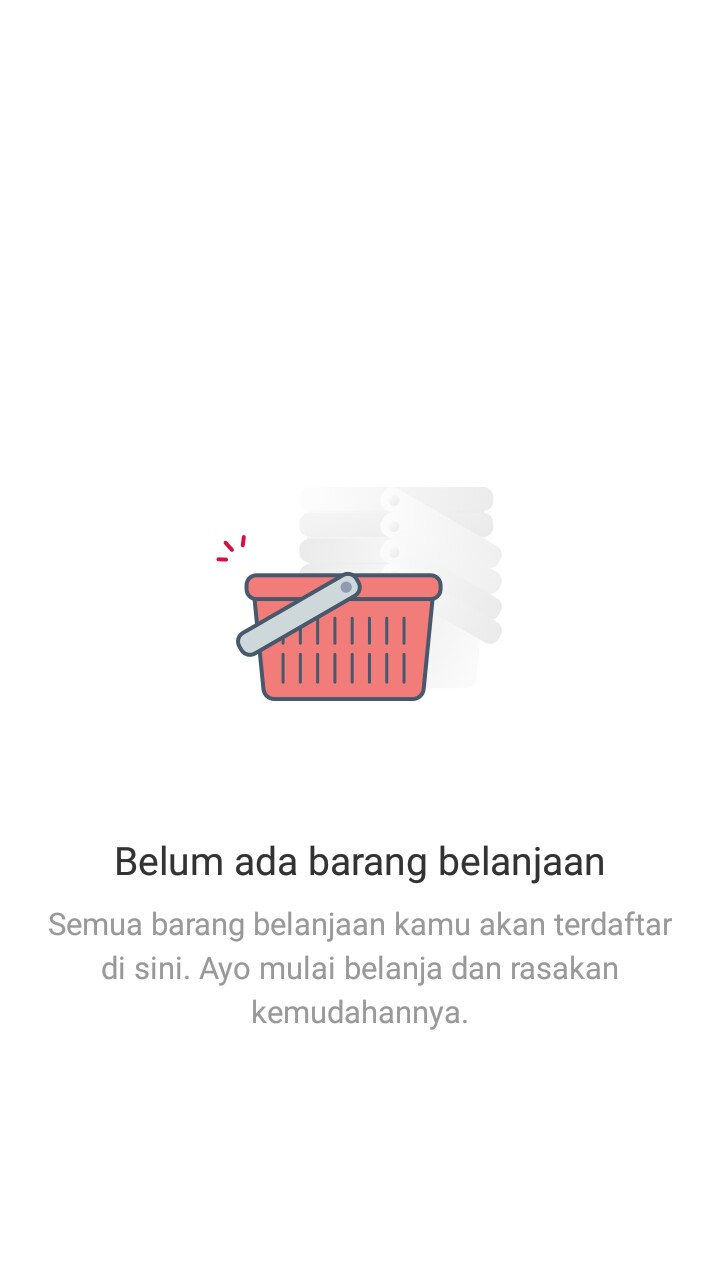 Belum ada barang belanjaan
Semua barang belanjaan kamu akan terdaftar
di sini. Ayo mulai belanja dan rasakan
kemudahannya.